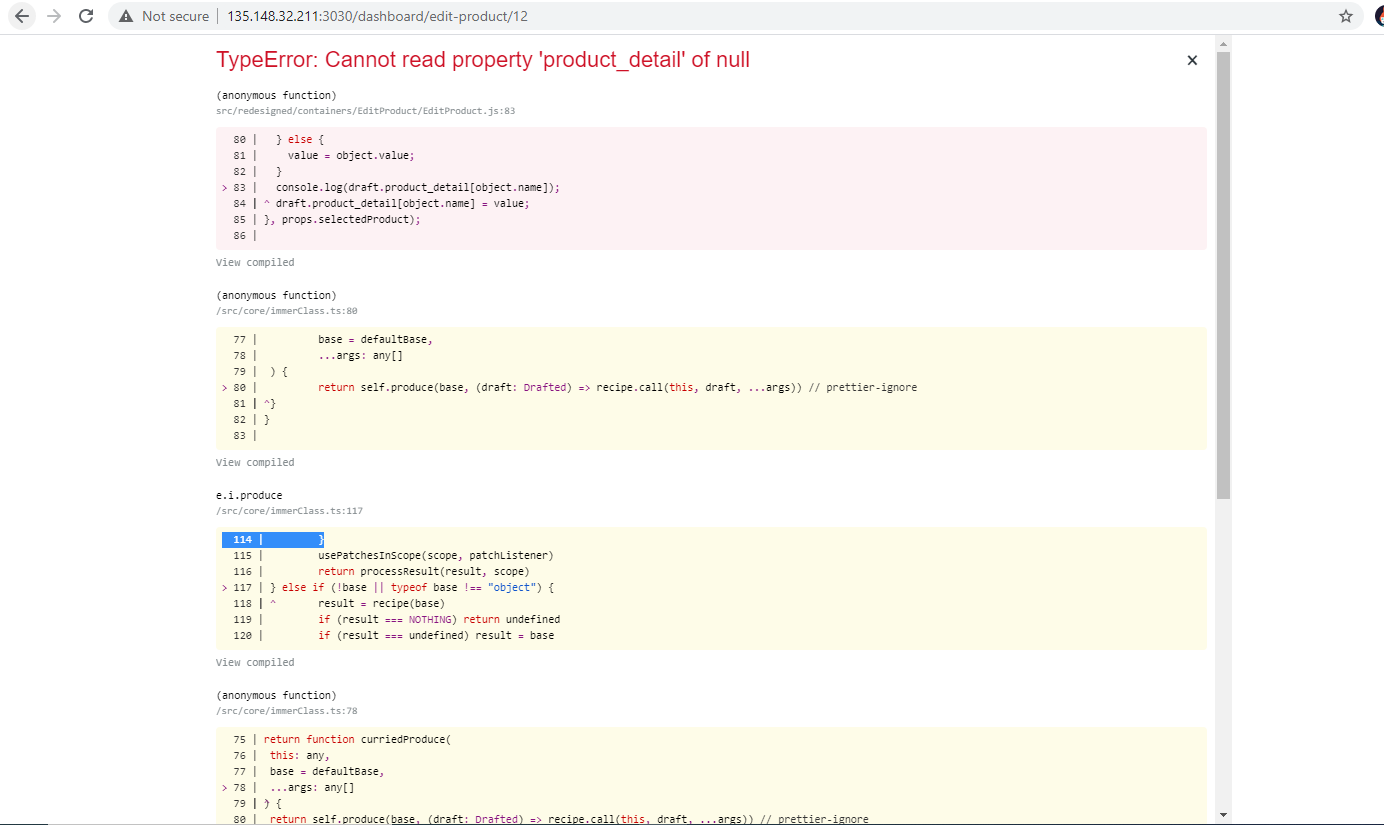 Not secure | 135.148.32.211:3030/dashboard/edit-product/12
TypeError: Cannot read property 'product_detail' of null
×
(anonymous function)
src/redesigned/containers/EditProduct/EditProduct.js:83
80 |   } else {
81 |     value = object.value;
82 |   }
> 83 |   console.log(draft.product_detail[object.name]);
84 | ^ draft.product_detail[object.name] = value;
85 | }, props.selectedProduct);
86 |
View compiled
(anonymous function)
/src/core/immerClass.ts:80
77 |         base = defaultBase,
78 |         ...args: any[]
79 |  ) {
> 80 |         return self.produce(base, (draft: Drafted) => recipe.call(this, draft, ...args)) // prettier-ignore
81 | ^}
82 | }
83 |
View compiled
e.i.produce
/src/core/immerClass.ts:117
114 |         }
115 |         usePatchesInScope(scope, patchListener)
116 |         return processResult(result, scope)
> 117 | } else if (!base || typeof base !== "object") {
118 | ^       result = recipe(base)
119 |         if (result === NOTHING) return undefined
120 |         if (result === undefined) result = base
View compiled
(anonymous function)
/src/core/immerClass.ts:78
75 | return function curriedProduce(
76 |  this: any,
77 |  base = defaultBase,
> 78 |  ...args: any[]
79 | ) {
80 |  return self.produce(base, (draft: Drafted) => recipe.call(this, draft, ...args)) // prettier-ignore